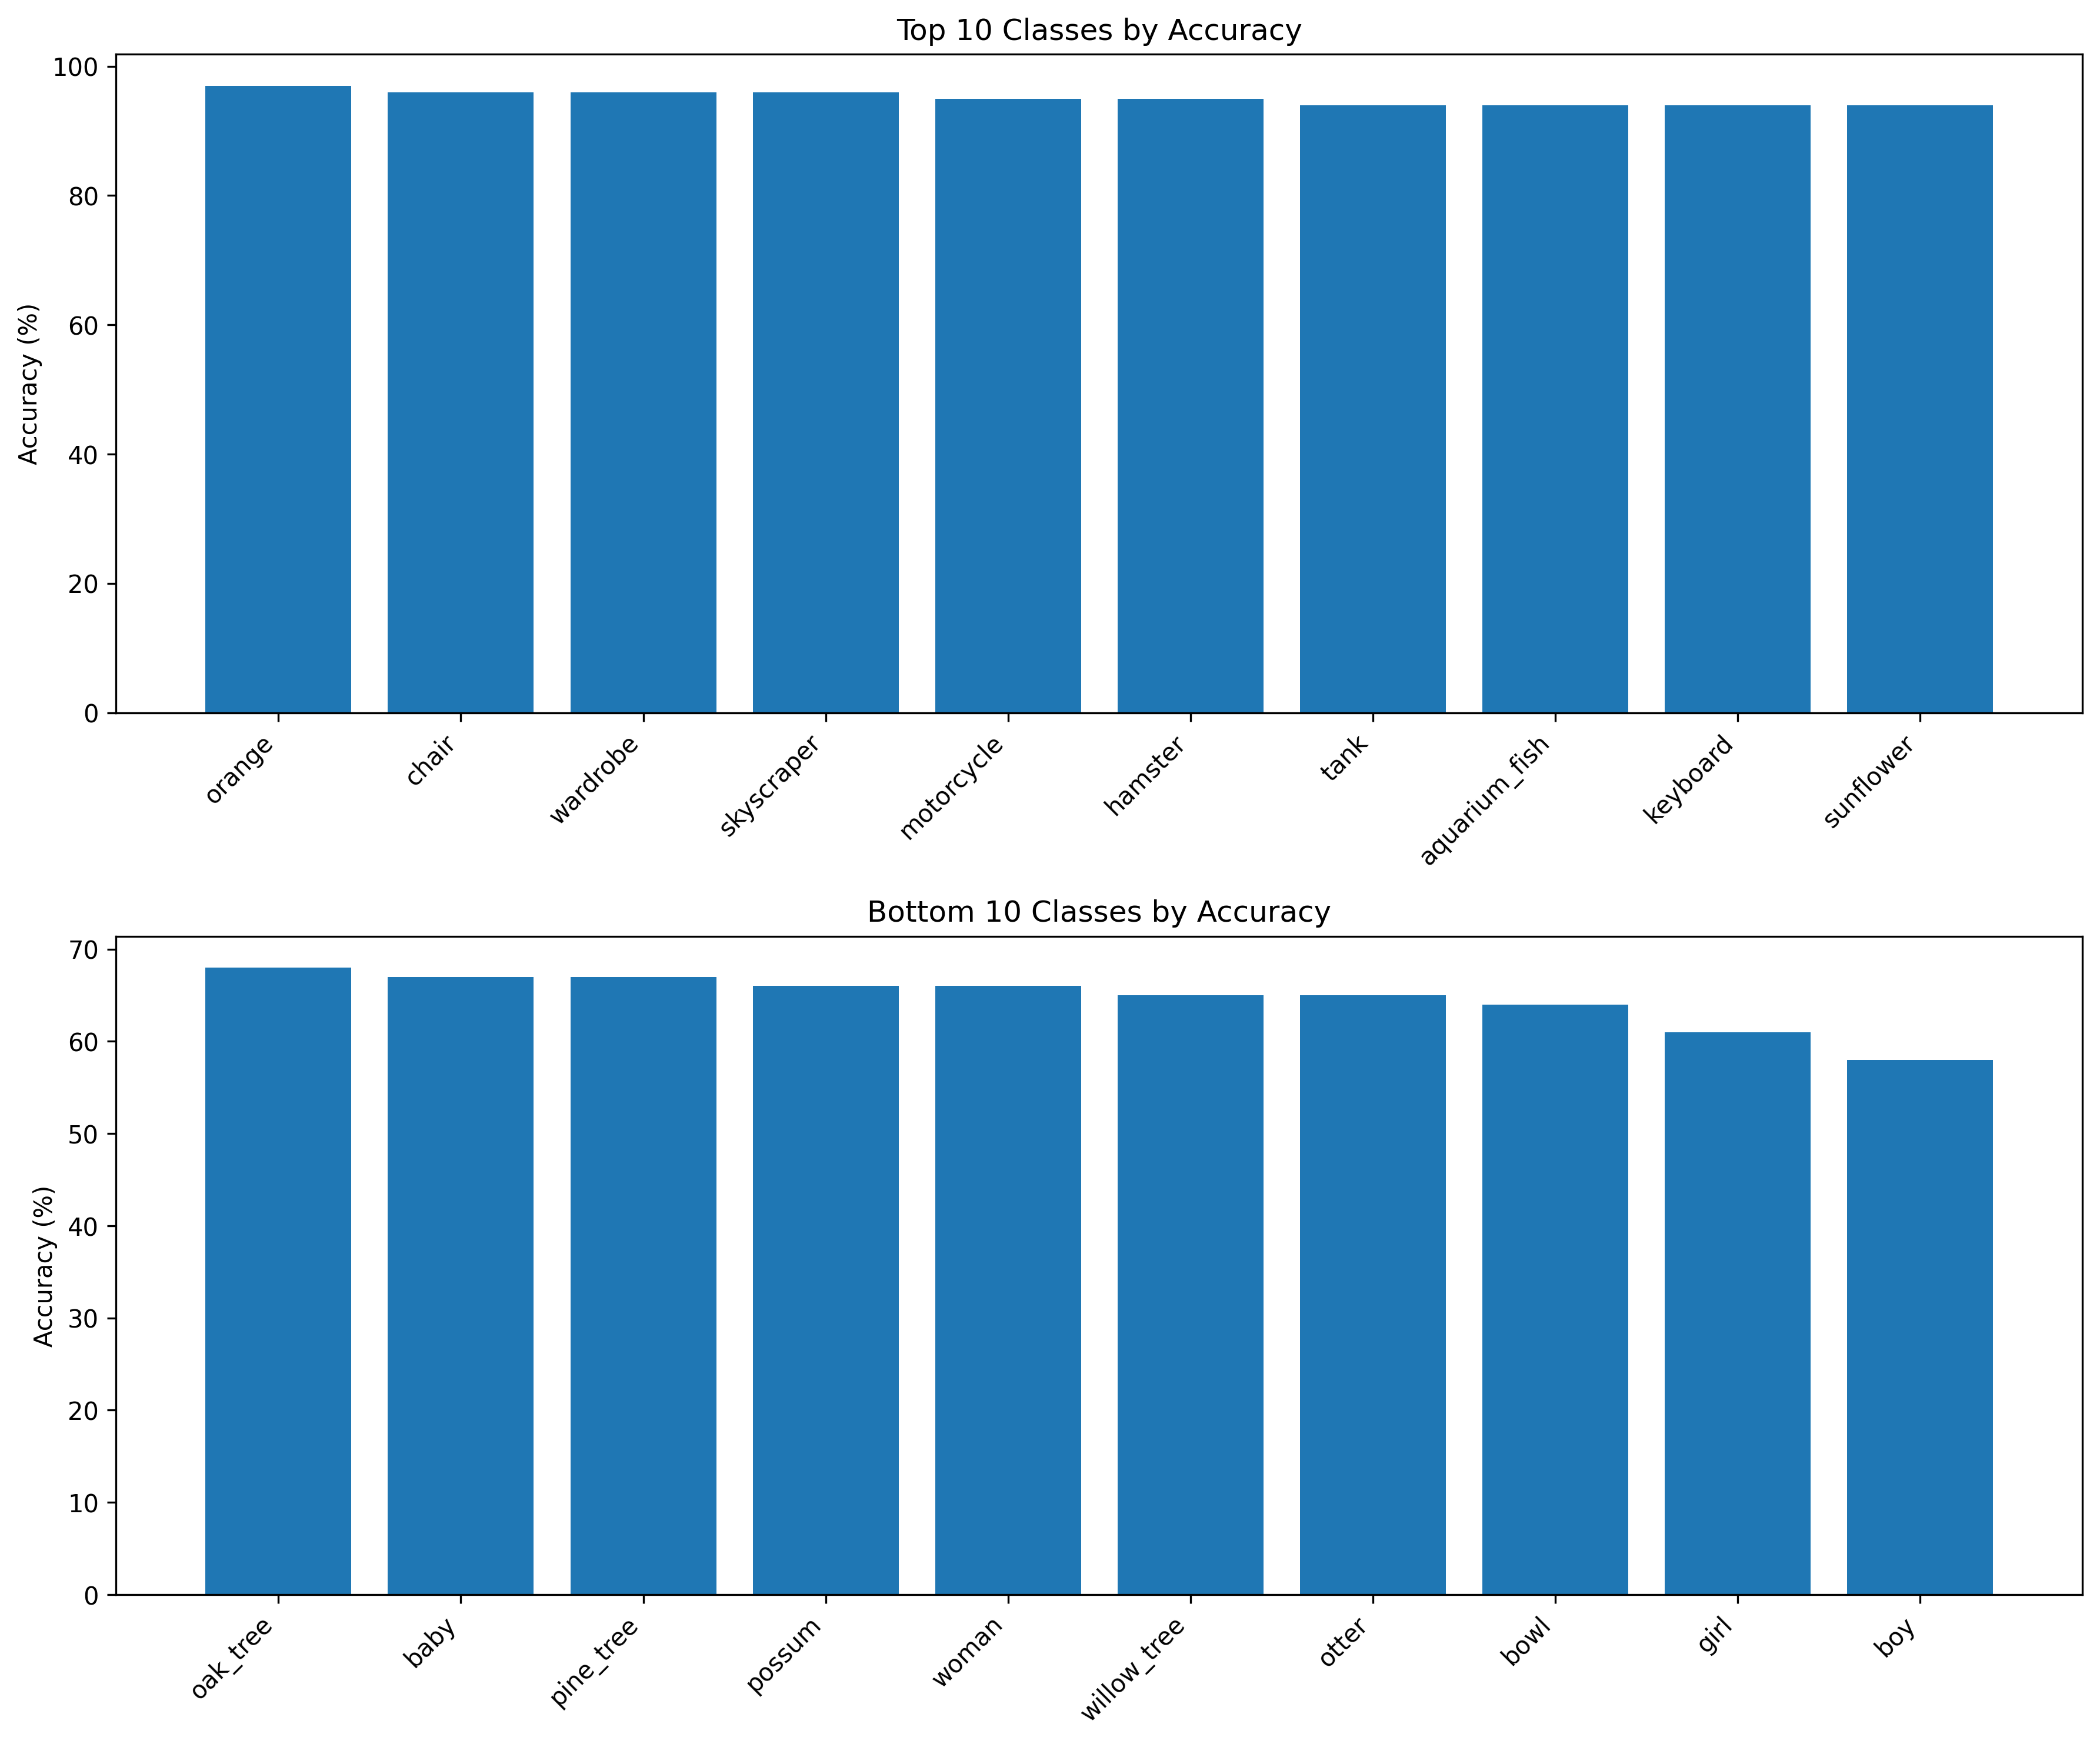 Top 10 Classes by Accuracy
Accuracy (%)
100
80
60
40
20
0
orange
chair
wardrobe
skyscraper
motorcycle
hamster
tank
aquarium_fish
keyboard
sunflower
Bottom 10 Classes by Accuracy
Accuracy (%)
70
60
50
40
30
20
10
0
oak_tree
baby
pine_tree
possum
woman
willow_tree
otter
bowl
girl
boy